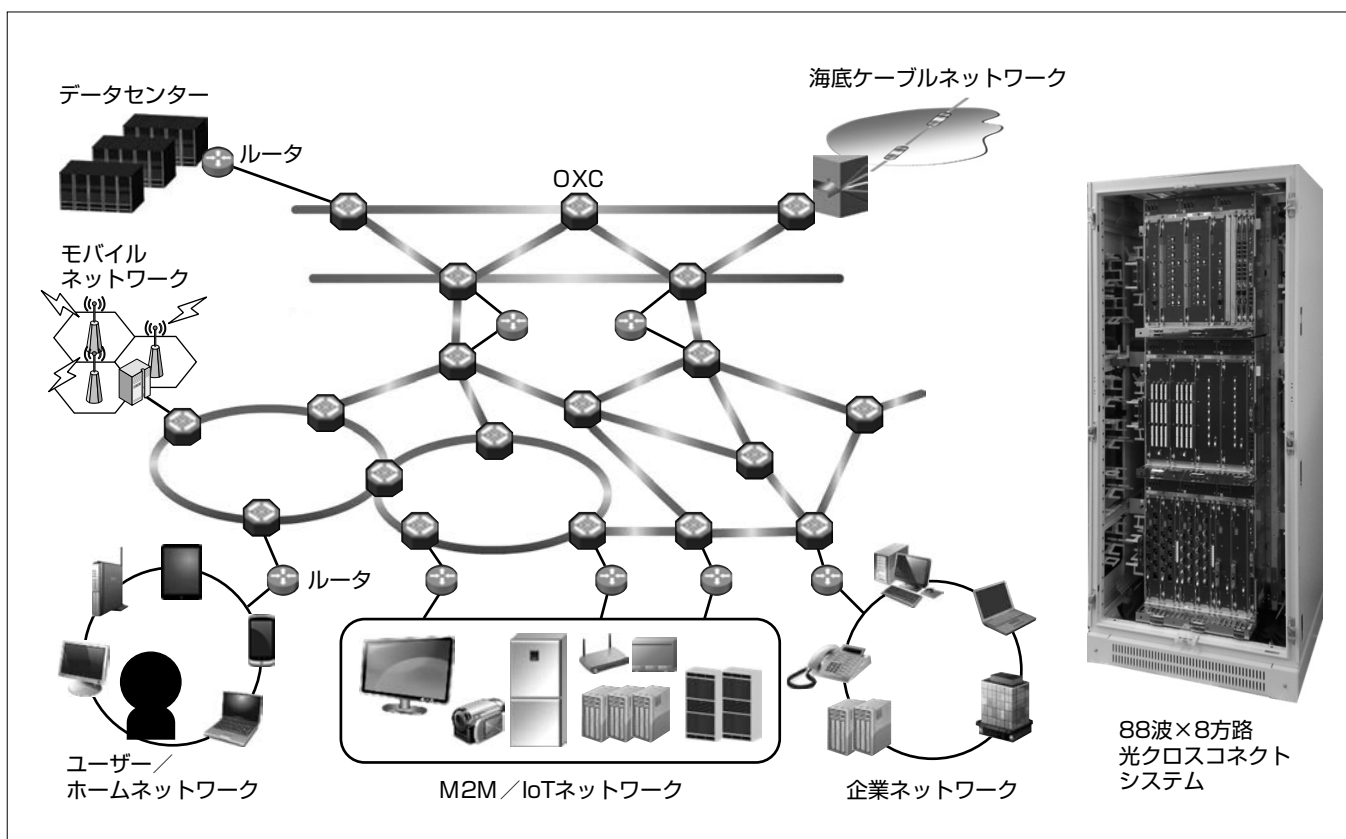 データセンター
ルータ
海底ケーブルネットワーク
OXC
モバイル
ネットワーク
ルータ
ユーザー／
ホームネットワーク
M2M／IoTネットワーク
企業ネットワーク
88波×8方路
光クロスコネクト
システム